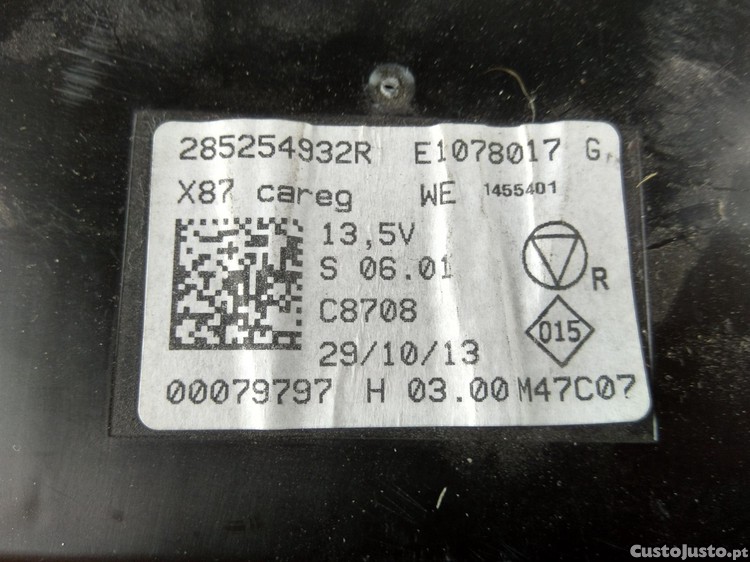 285254932R E1078017 G
X87 careg WE 1455401
13,5V
S 06.01
R
C8708
015
29/10/13
00079797 H 03.00 M47C07
CustoJusto.pt